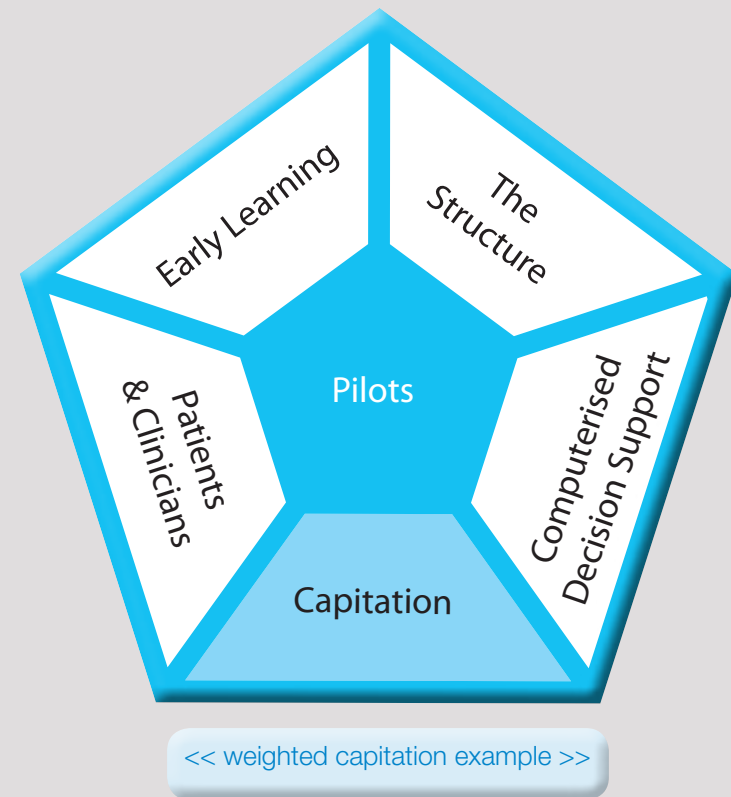 Early Learning
The
Structure
Pilots
Patients
& Clinicians
Computerised
Decision Support
Capitation
<< weighted capitation example >>